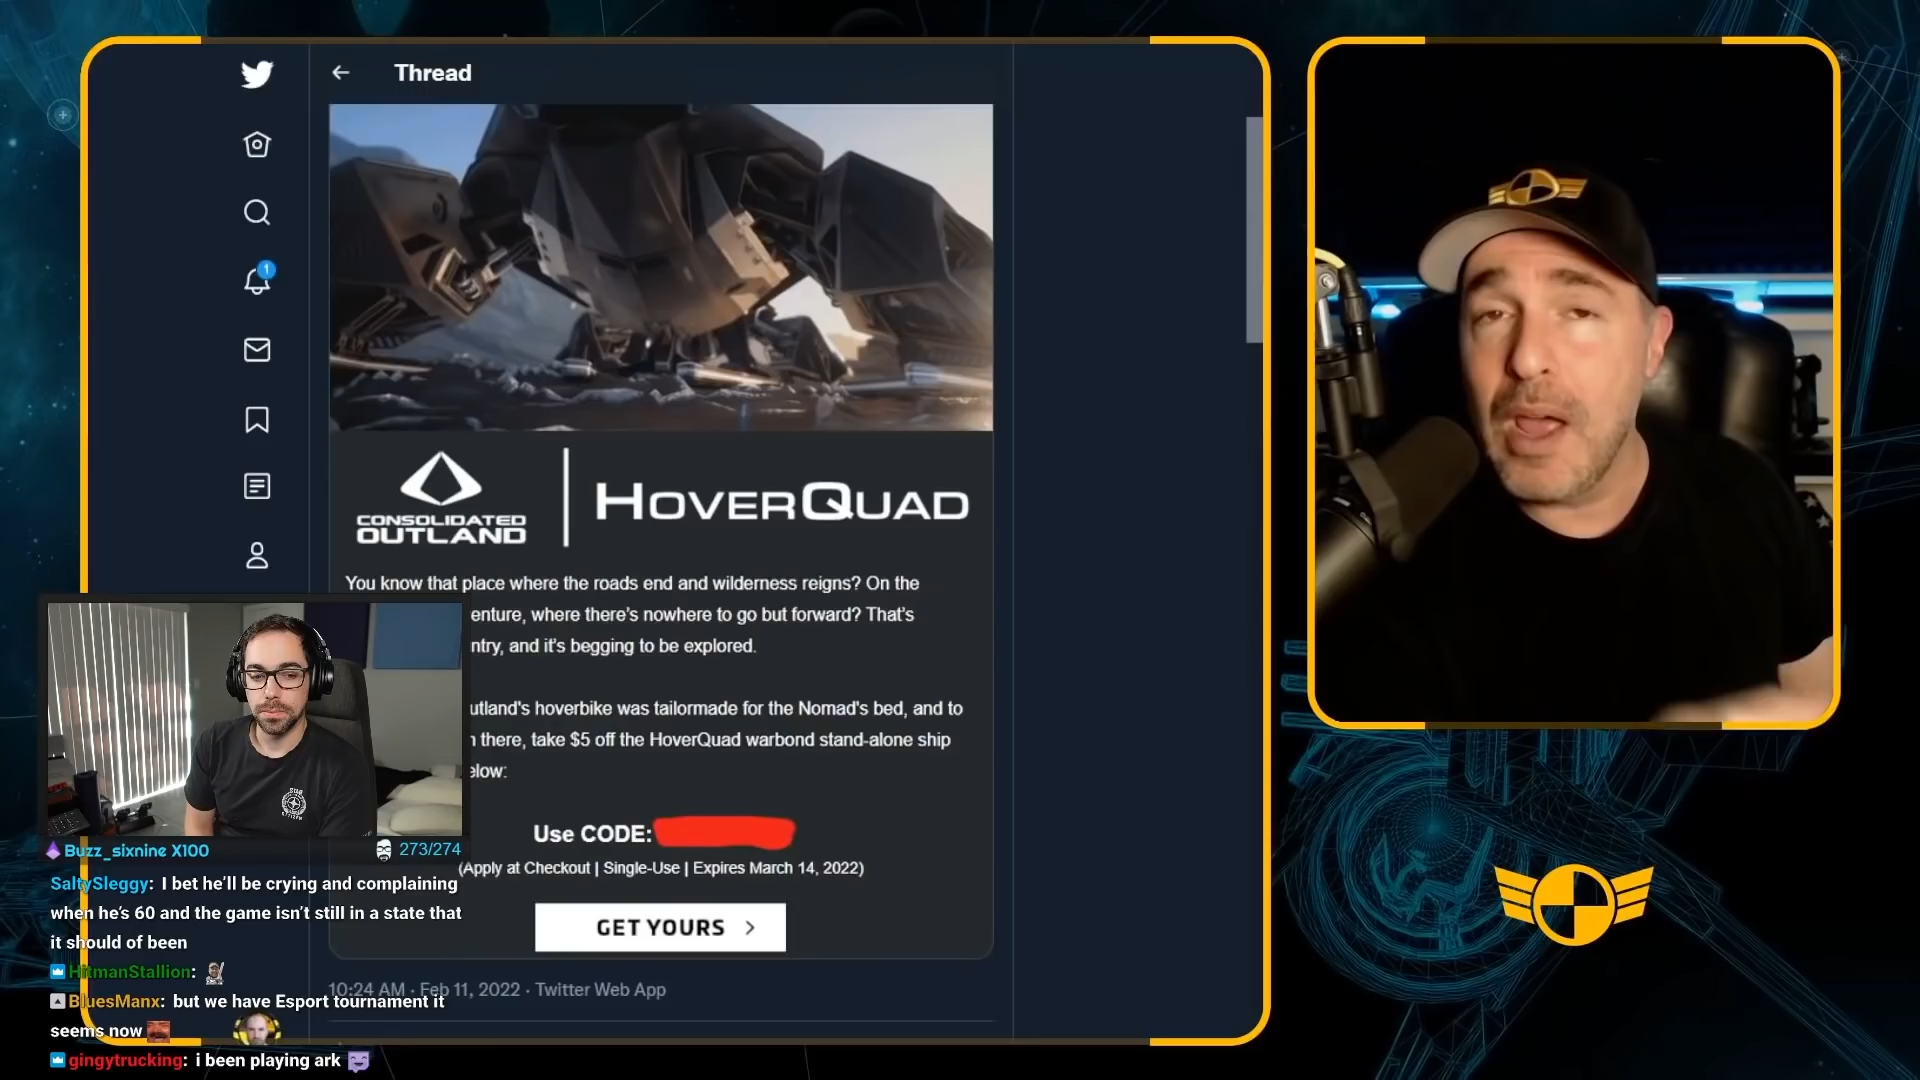 Thread
1
CONSOLIDATED
OUTLAND
HOVERQUAD
You know that place where the roads end and wilderness reigns? On the
enture, where there's nowhere to go but forward? That's
ntry, and it's begging to be explored.
utland's hoverbike was tailormade for the Nomad's bed, and to
there, take $5 off the HoverQuad warbond stand-alone ship
elow:
Use CODE:
(Apply at Checkout | Single-Use | Expires March 14, 2022)
GET YOURS >
10:24 AM · Feb 11, 2022 · Twitter Web App
Buzz_sixnine X100
273/274
SaltySleggy: I bet he'll be crying and complaining
when he's 60 and the game isn't still in a state that
it should of been
HitmanStallion:
BluesManx: but we have Esport tournament it
seems now
gingytrucking: i been playing ark